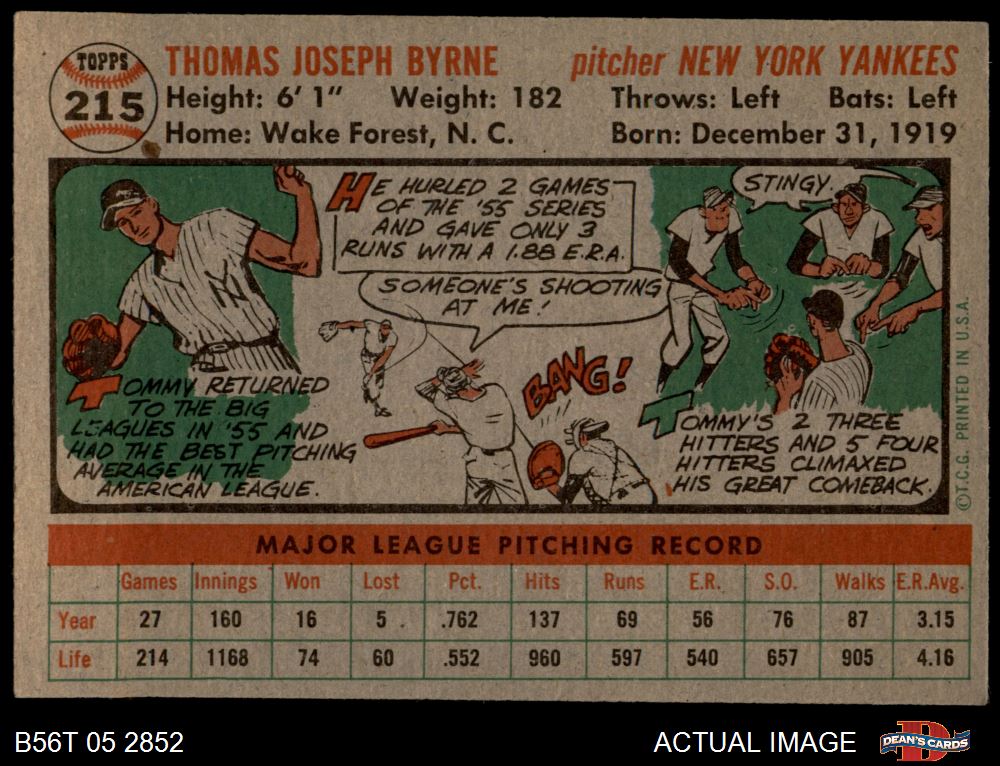 TOPPS
215
THOMAS JOSEPH BYRNE
pitcher NEW YORK YANKEES
Height: 6' 1" Weight: 182 Throws: Left Bats: Left
Home: Wake Forest, N. C. Born: December 31, 1919
HE HURLED 2 GAMES
OF THE '55 SERIES
AND GAVE ONLY 3
RUNS WITH A 1.88 E.R.A.
STINGY.
SOMEONE'S SHOOTING
AT ME!
BANG!
TOMMY RETURNED
TO THE BIG
LEAGUES IN '55 AND
HAD THE BEST PITCHING
AVERAGE IN THE
AMERICAN LEAGUE.
TOMMY'S 2 THREE
HITTERS AND 5 FOUR
HITTERS CLIMAXED
HIS GREAT COMEBACK.
©T.C.G. PRINTED IN U.S.A.
MAJOR LEAGUE PITCHING RECORD
Games Innings Won Lost Pct. Hits Runs E.R. S.O. Walks E.R.Avg.
Year 27 160 16 5 .762 137 69 56 76 87 3.15
Life 214 1168 74 60 .552 960 597 540 657 905 4.16
B56T 05 2852
ACTUAL IMAGE
DEAN'S CARDS